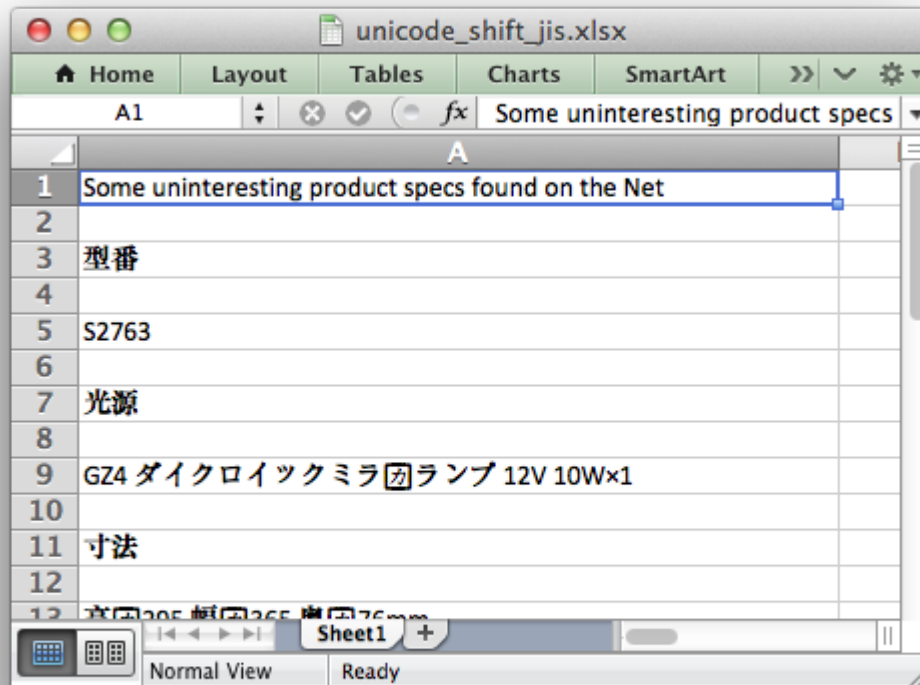 unicode_shift_jis.xlsx
Home Layout Tables Charts SmartArt
A1 fx Some uninteresting product specs
A
1 Some uninteresting product specs found on the Net
2
3 型番
4
5 S2763
6
7 光源
8
9 GZ4 ダイクロイックミラカランプ 12V 10W×1
10
11 寸法
12
13
Sheet1 +
Normal View Ready